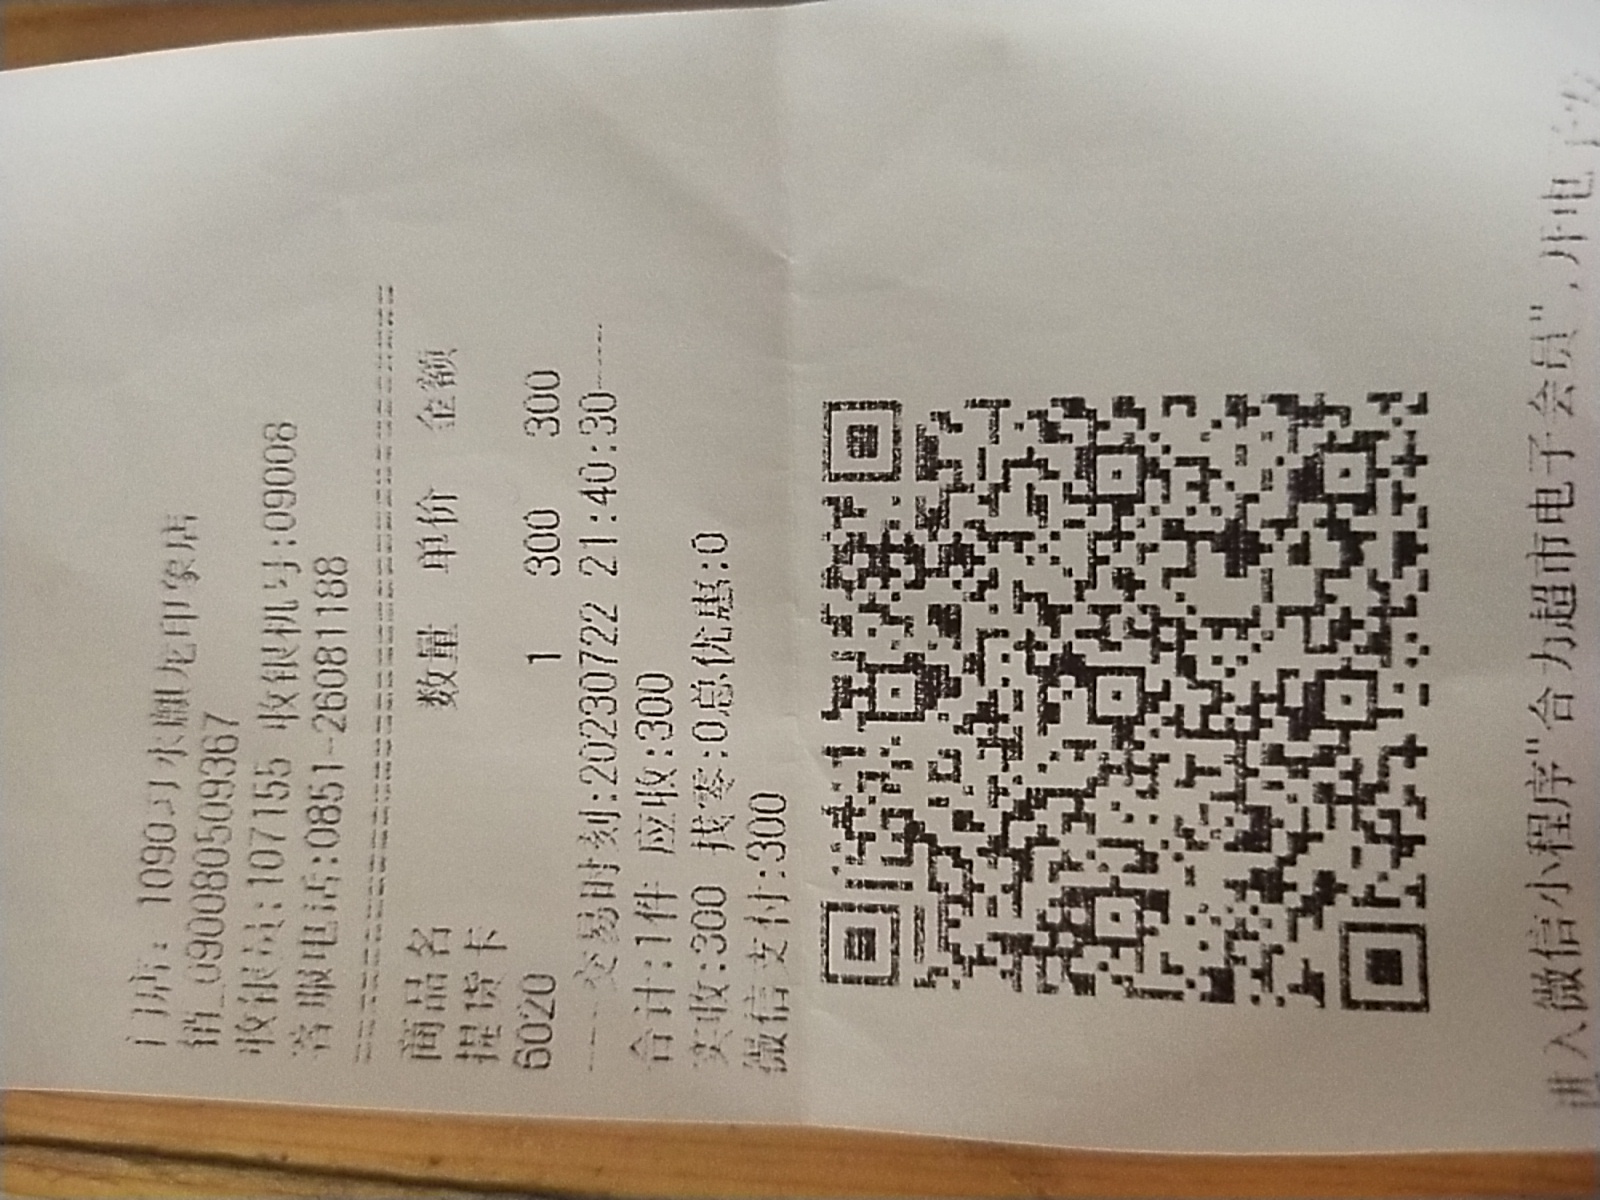 门店: 1090习水麒龙印象店
销_090080509367
收银员:107155 收银机号:09008
客服电话:0851-26081188
商品名 数量 单价 金额
提货卡
6020 1 300 300
----交易时刻:20230722 21:40:30----
合计:1件 应收:300
实收:300 找零:0总优惠:0
微信支付:300
进入微信小程序"合力超市电子会员",开电子发